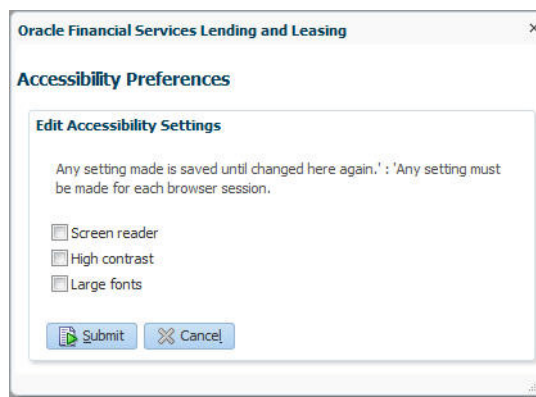 Oracle Financial Services Lending and Leasing
Accessibility Preferences
Edit Accessibility Settings
Any setting made is saved until changed here again.' : 'Any setting must
be made for each browser session.
Screen reader
High contrast
Large fonts
Submit Cancel